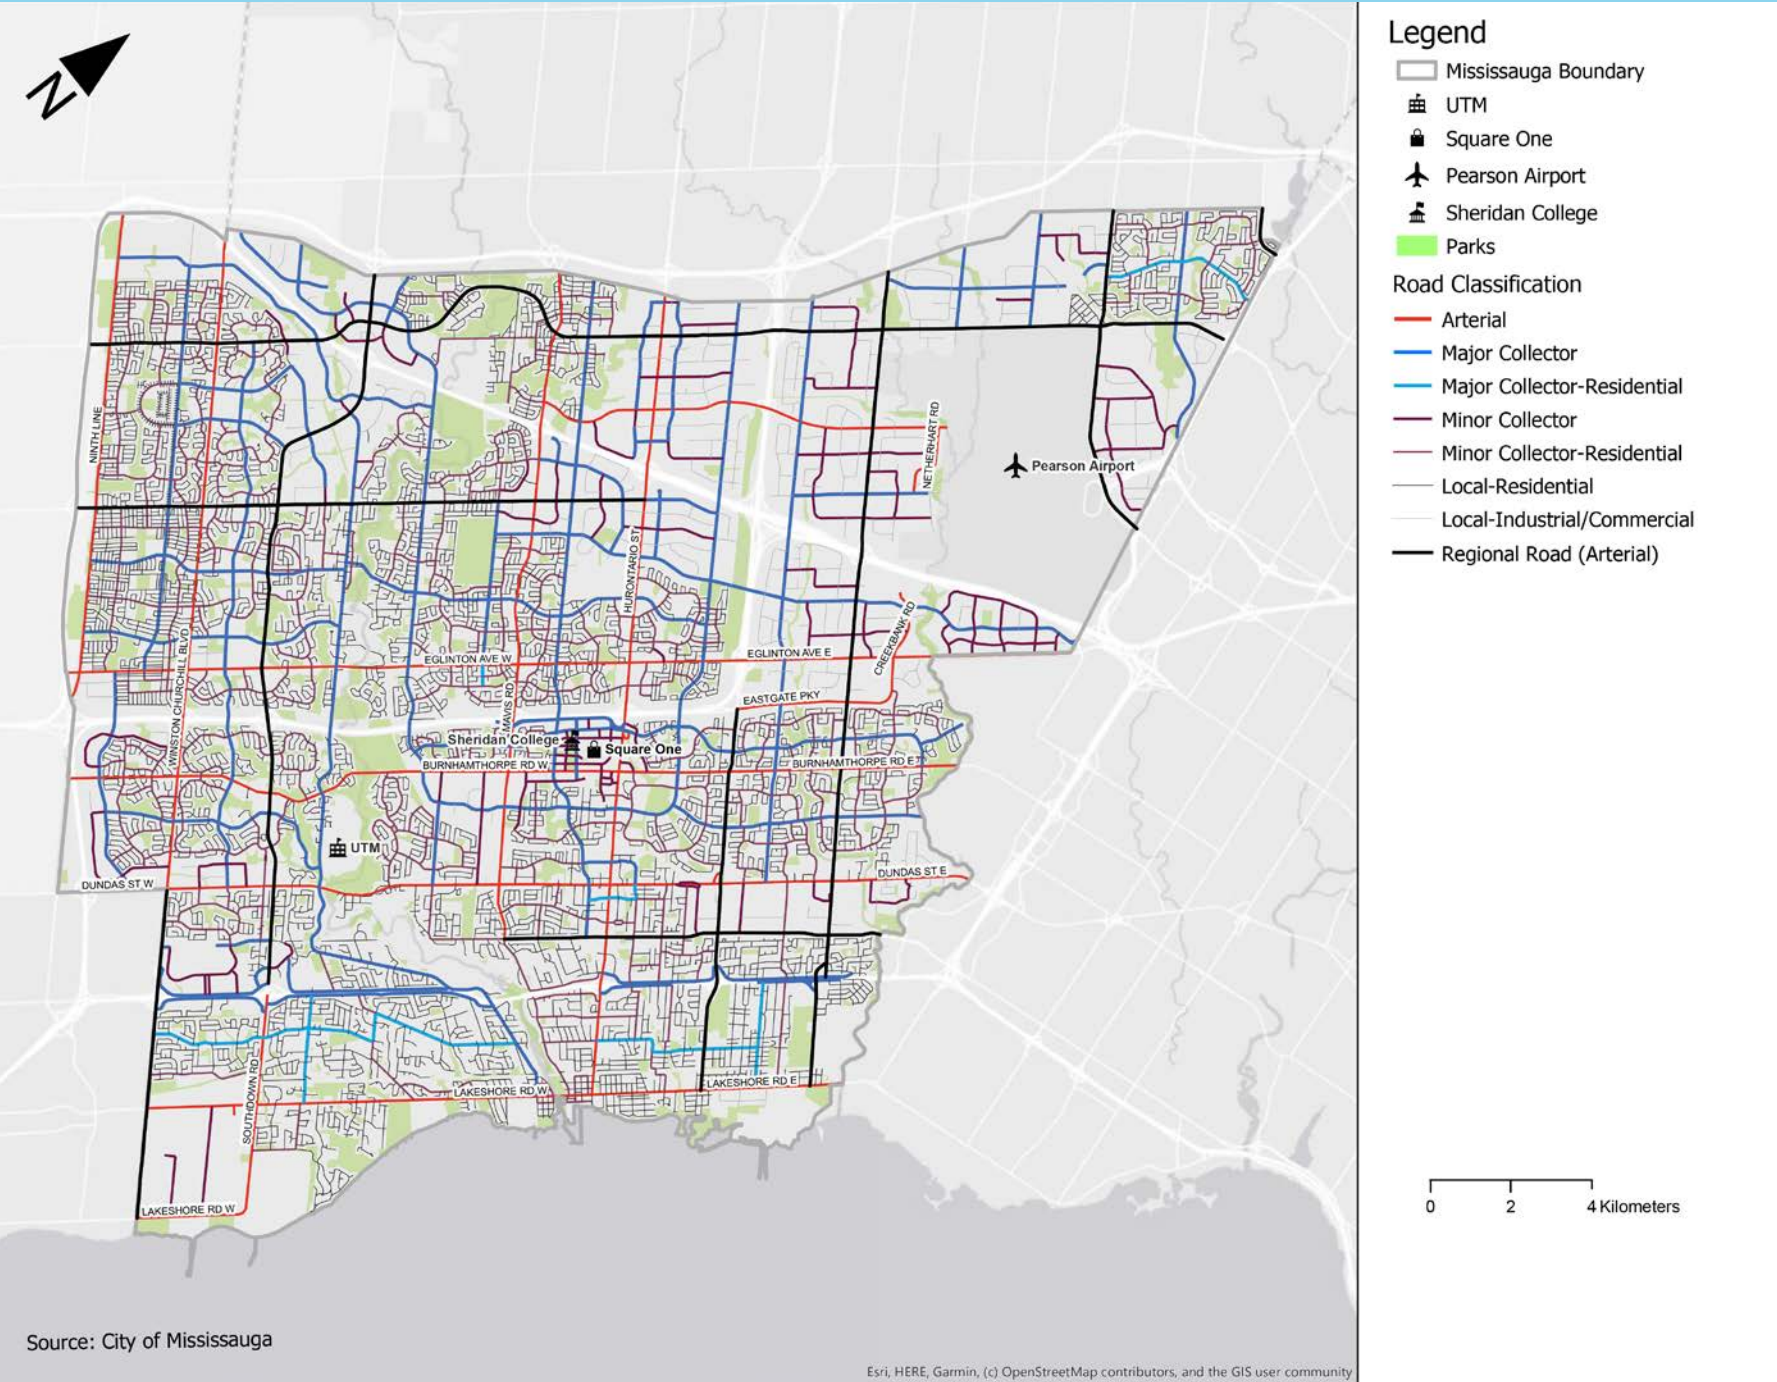 N
NINTH LINE
NETHERHART RD
Pearson Airport
HURONTARIO ST
CREEKBANK RD
EGLINTON AVE W
EGLINTON AVE E
WINSTON CHURCHILL BLVD
MAVIS RD
EASTGATE PKY
Sheridan College
Square One
BURNHAMTHORPE RD W
BURNHAMTHORPE RD E
UTM
DUNDAS ST W
DUNDAS ST E
SOUTHDOWN RD
LAKESHORE RD W
LAKESHORE RD E
LAKESHORE RD W
Source: City of Mississauga
Esri, HERE, Garmin, (c) OpenStreetMap contributors, and the GIS user community
Legend
Mississauga Boundary
UTM
Square One
Pearson Airport
Sheridan College
Parks
Road Classification
Arterial
Major Collector
Major Collector-Residential
Minor Collector
Minor Collector-Residential
Local-Residential
Local-Industrial/Commercial
Regional Road (Arterial)
0 2 4 Kilometers